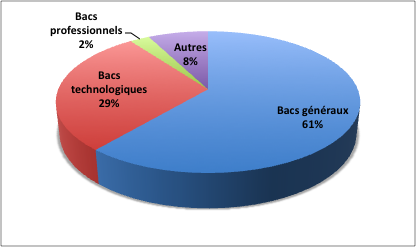 Bacs
professionnels
2%
Autres
8%
Bacs
technologiques
29%
Bacs généraux
61%